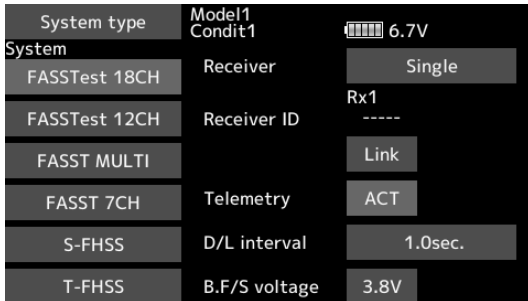 System type
Model1
Condit1
6.7V
System
FASSTest 18CH
Receiver
Single
Rx1
FASSTest 12CH
Receiver ID
-----
FASST MULTI
Link
FASST 7CH
Telemetry
ACT
S-FHSS
D/L interval
1.0sec.
T-FHSS
B.F/S voltage
3.8V